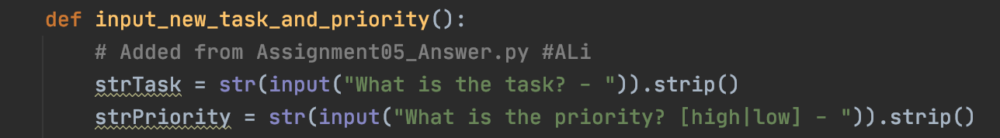 def input_new_task_and_priority():
    # Added from Assignment05_Answer.py #ALi
    strTask = str(input("What is the task? - ")).strip()
    strPriority = str(input("What is the priority? [high|low] - ")).strip()